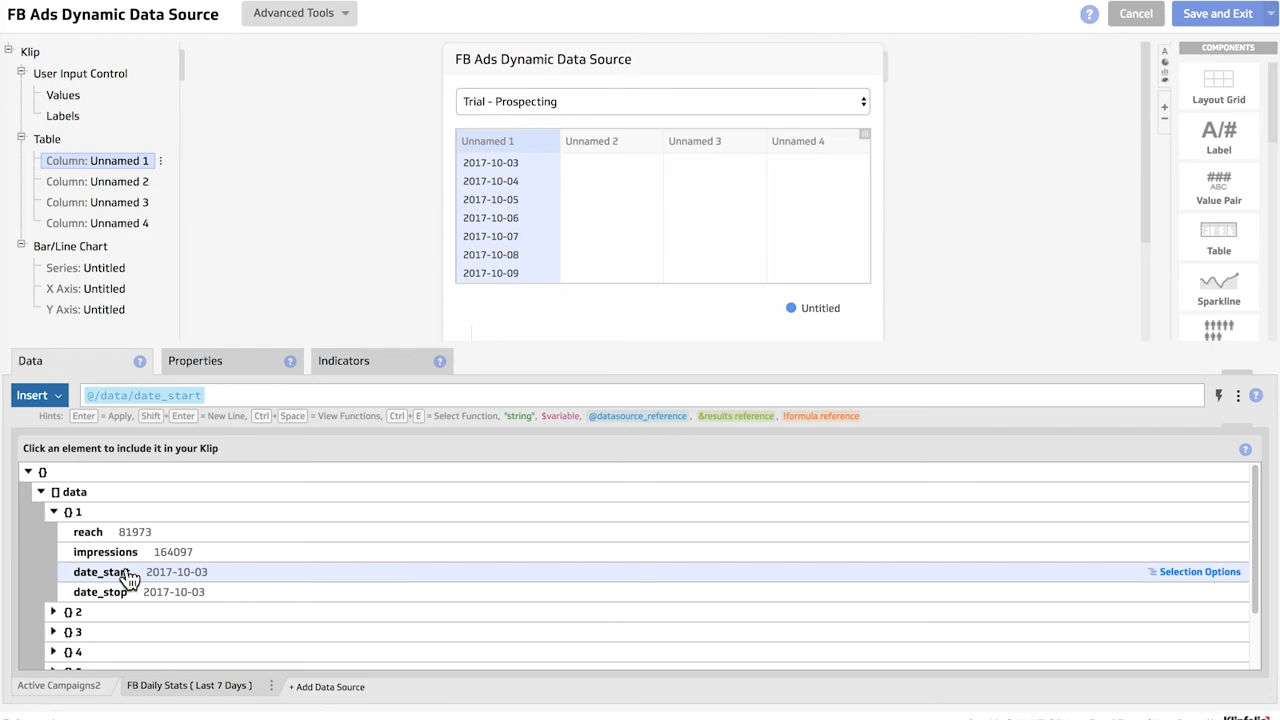 FB Ads Dynamic Data Source
Advanced Tools
?
Cancel
Save and Exit
Klip
User Input Control
Values
Labels
Table
Column: Unnamed 1
Column: Unnamed 2
Column: Unnamed 3
Column: Unnamed 4
Bar/Line Chart
Series: Untitled
X Axis: Untitled
Y Axis: Untitled
FB Ads Dynamic Data Source
Trial - Prospecting
Unnamed 1 Unnamed 2 Unnamed 3 Unnamed 4
2017-10-03
2017-10-04
2017-10-05
2017-10-06
2017-10-07
2017-10-08
2017-10-09
Untitled
COMPONENTS
Layout Grid
A/#
Label
###
ABC
Value Pair
Table
Sparkline
Data ?
Properties ?
Indicators ?
Insert
@/data/date_start
?
Hints: Enter = Apply, Shift + Enter = New Line, Ctrl + Space = View Functions, Ctrl + E = Select Function, "string", $variable, @datasource_reference, &results reference, !formula reference
Click an element to include it in your Klip ?
{}
[] data
{} 1
reach 81973
impressions 164097
date_start 2017-10-03 Selection Options
date_stop 2017-10-03
{} 2
{} 3
{} 4
Active Campaigns2
FB Daily Stats ( Last 7 Days )
+ Add Data Source
Klipfolio